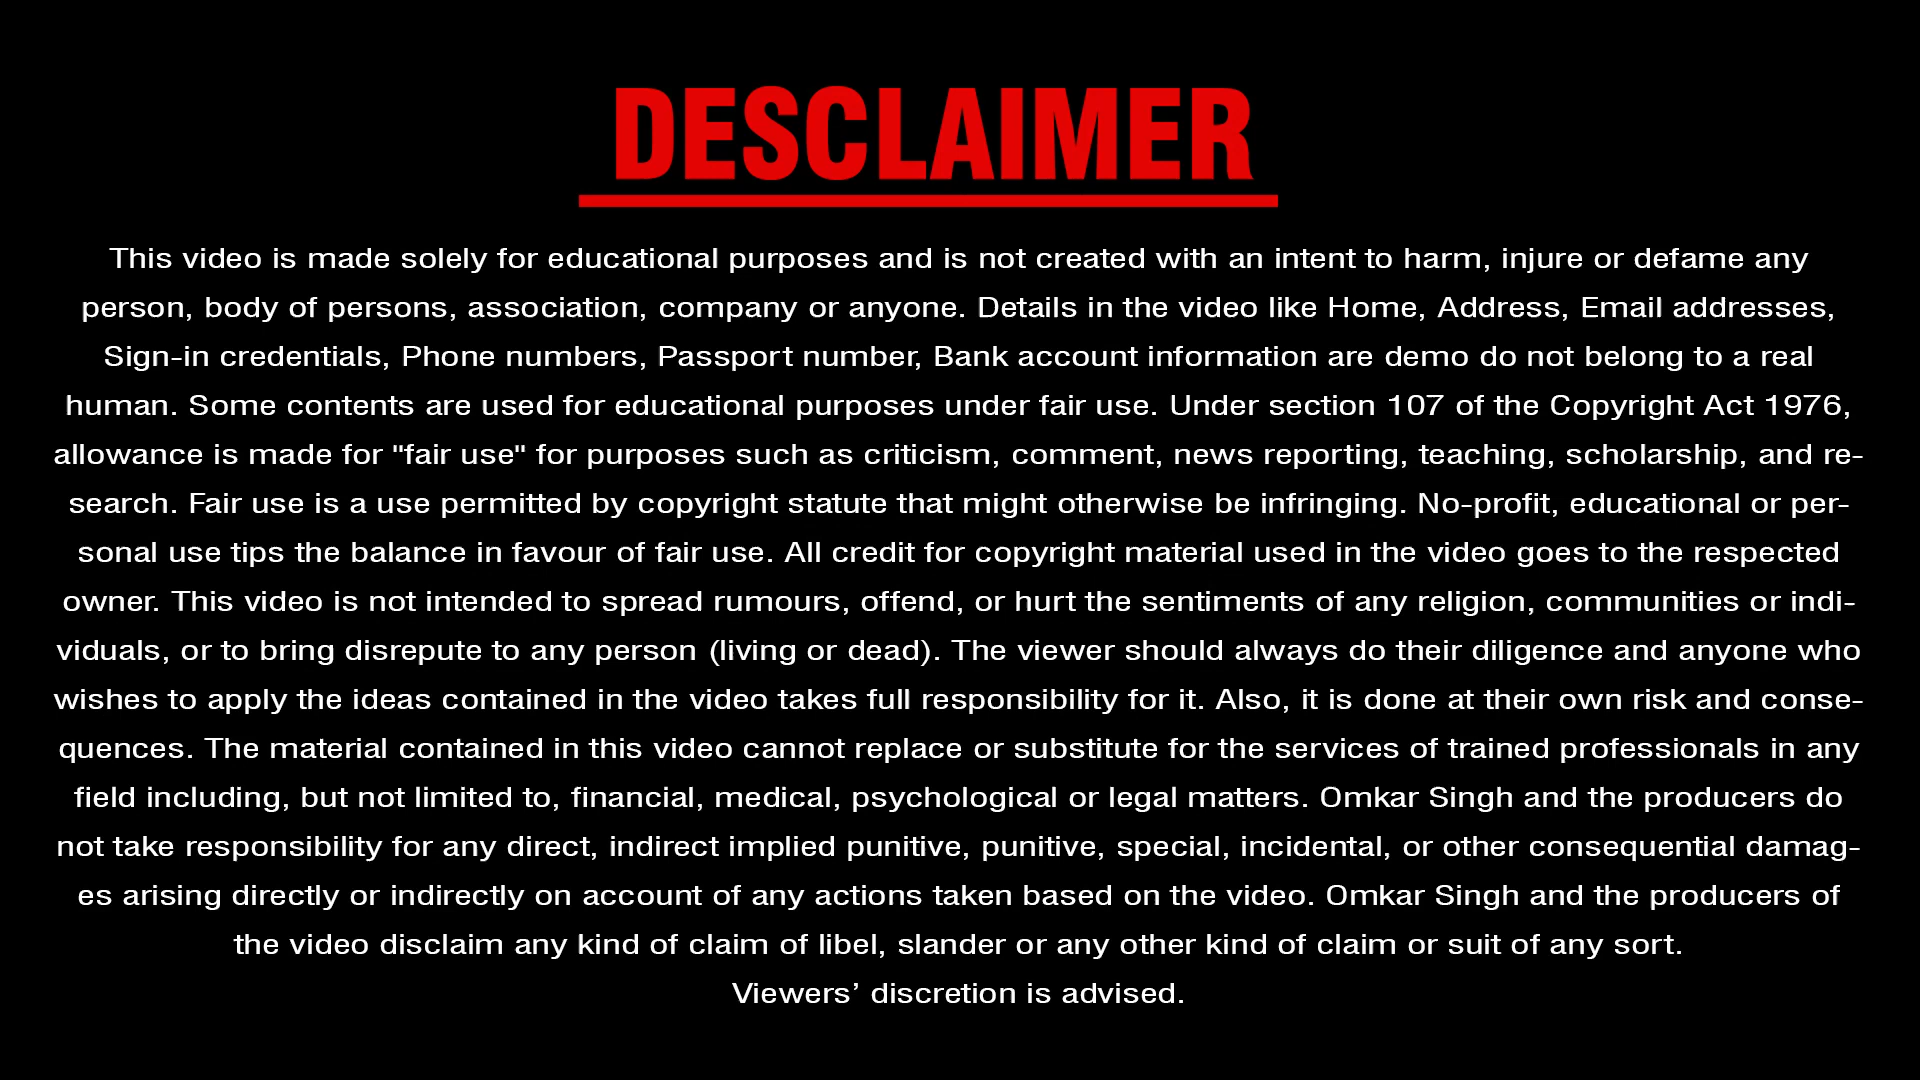 DESCLAIMER
This video is made solely for educational purposes and is not created with an intent to harm, injure or defame any
person, body of persons, association, company or anyone. Details in the video like Home, Address, Email addresses,
Sign-in credentials, Phone numbers, Passport number, Bank account information are demo do not belong to a real
human. Some contents are used for educational purposes under fair use. Under section 107 of the Copyright Act 1976,
allowance is made for "fair use" for purposes such as criticism, comment, news reporting, teaching, scholarship, and re-
search. Fair use is a use permitted by copyright statute that might otherwise be infringing. No-profit, educational or per-
sonal use tips the balance in favour of fair use. All credit for copyright material used in the video goes to the respected
owner. This video is not intended to spread rumours, offend, or hurt the sentiments of any religion, communities or indi-
viduals, or to bring disrepute to any person (living or dead). The viewer should always do their diligence and anyone who
wishes to apply the ideas contained in the video takes full responsibility for it. Also, it is done at their own risk and conse-
quences. The material contained in this video cannot replace or substitute for the services of trained professionals in any
field including, but not limited to, financial, medical, psychological or legal matters. Omkar Singh and the producers do
not take responsibility for any direct, indirect implied punitive, punitive, special, incidental, or other consequential damag-
es arising directly or indirectly on account of any actions taken based on the video. Omkar Singh and the producers of
the video disclaim any kind of claim of libel, slander or any other kind of claim or suit of any sort.
Viewers’ discretion is advised.